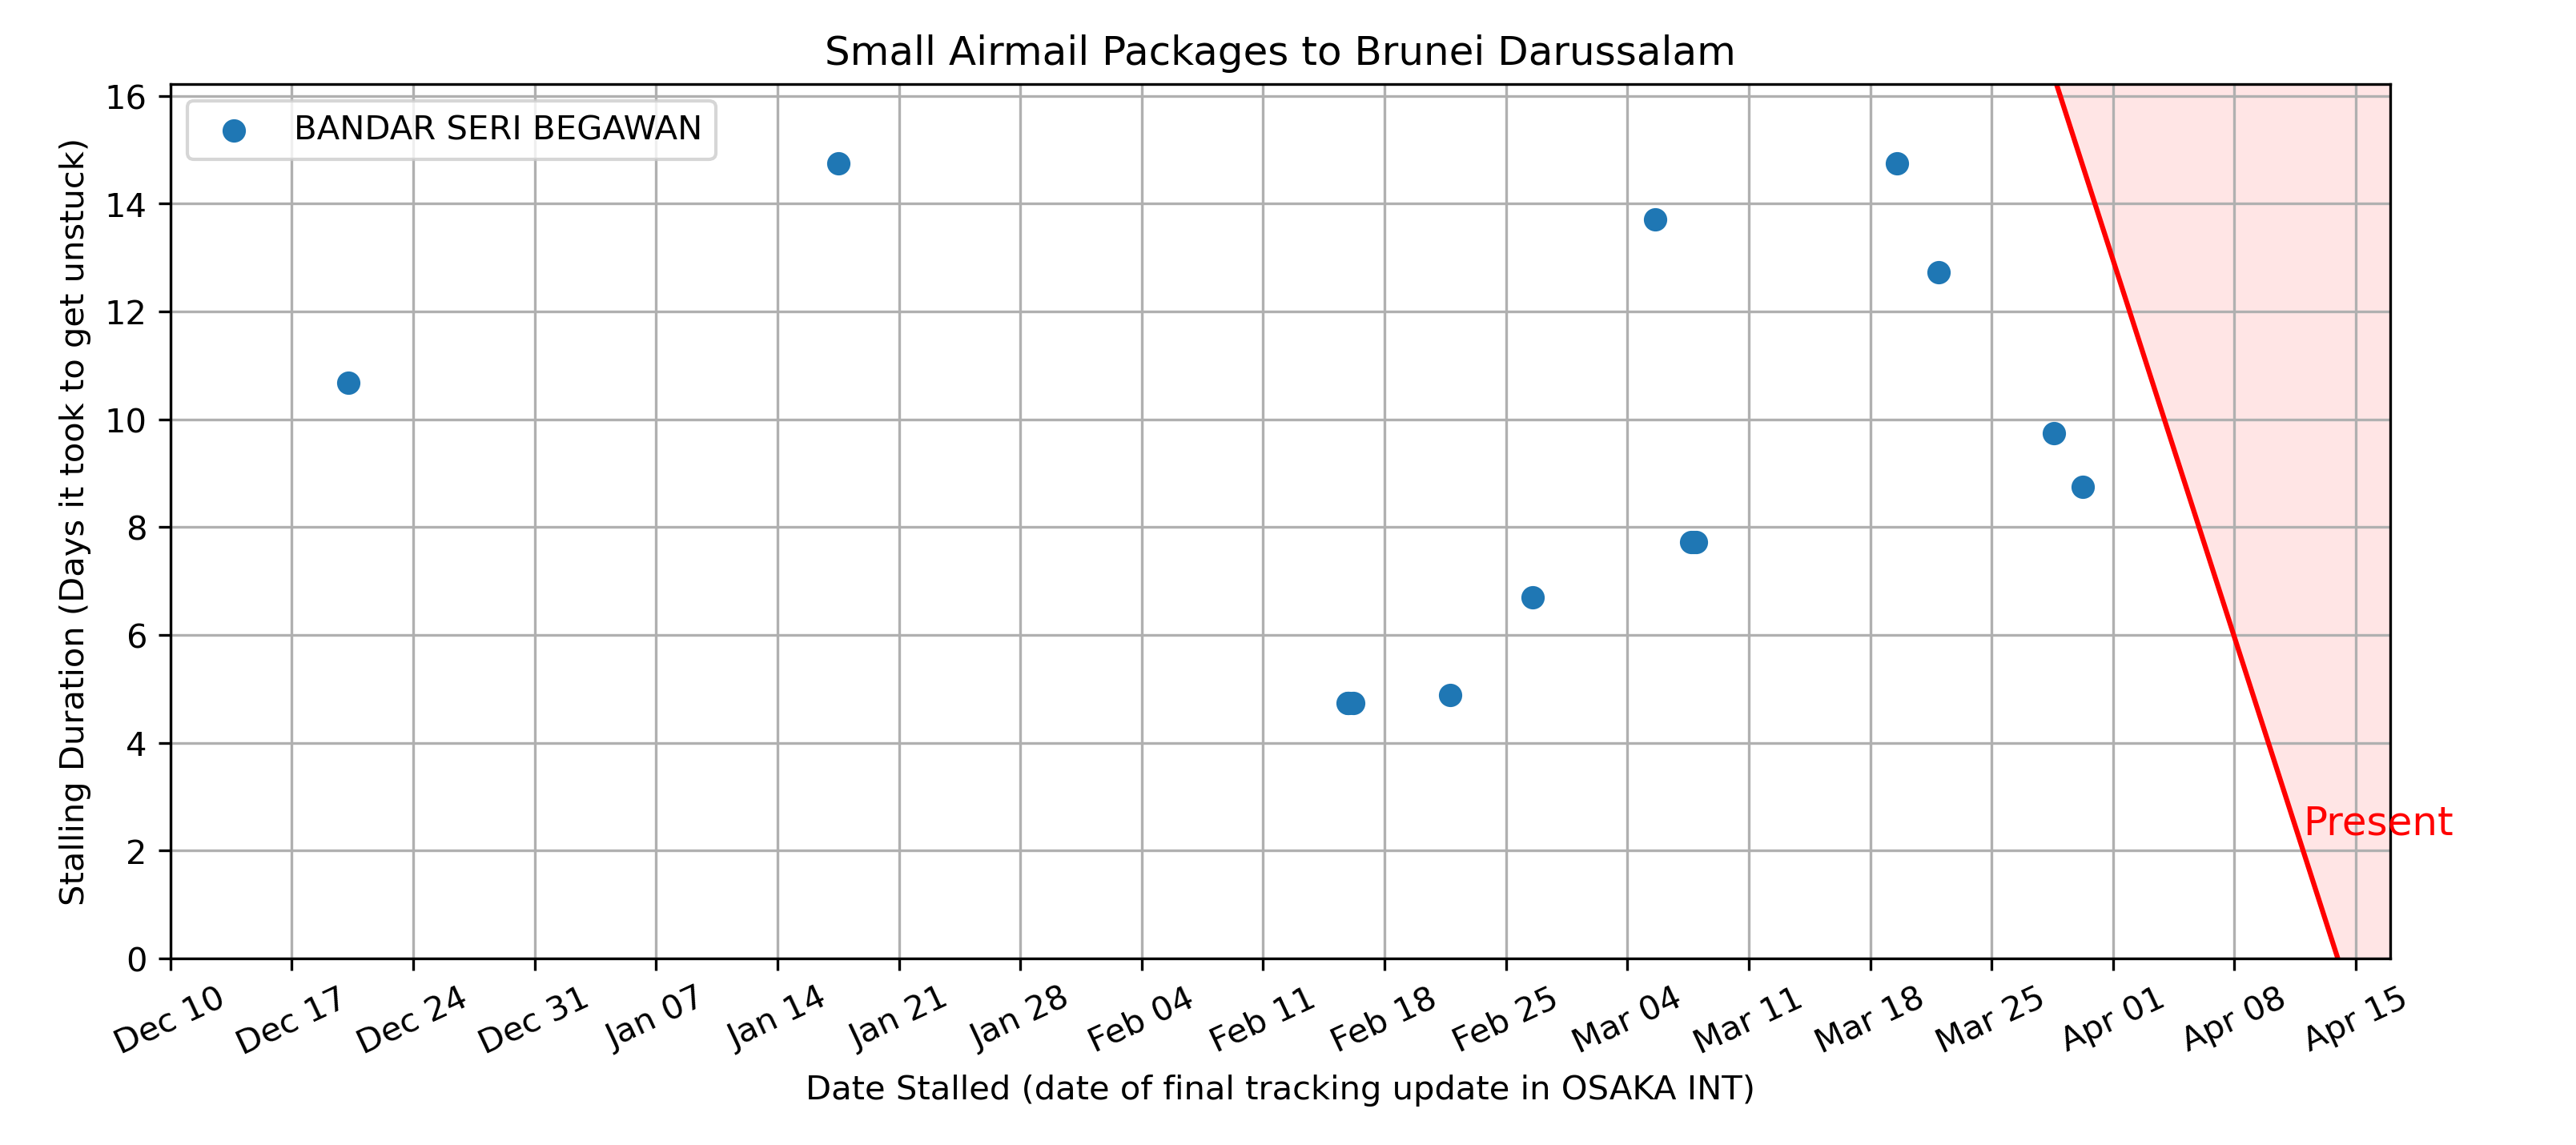 Small Airmail Packages to Brunei Darussalam
BANDAR SERI BEGAWAN
Stalling Duration (Days it took to get unstuck)
16
14
12
10
8
6
4
2
0
Present
Dec 10 Dec 17 Dec 24 Dec 31 Jan 07 Jan 14 Jan 21 Jan 28 Feb 04 Feb 11 Feb 18 Feb 25 Mar 04 Mar 11 Mar 18 Mar 25 Apr 01 Apr 08 Apr 15
Date Stalled (date of final tracking update in OSAKA INT)